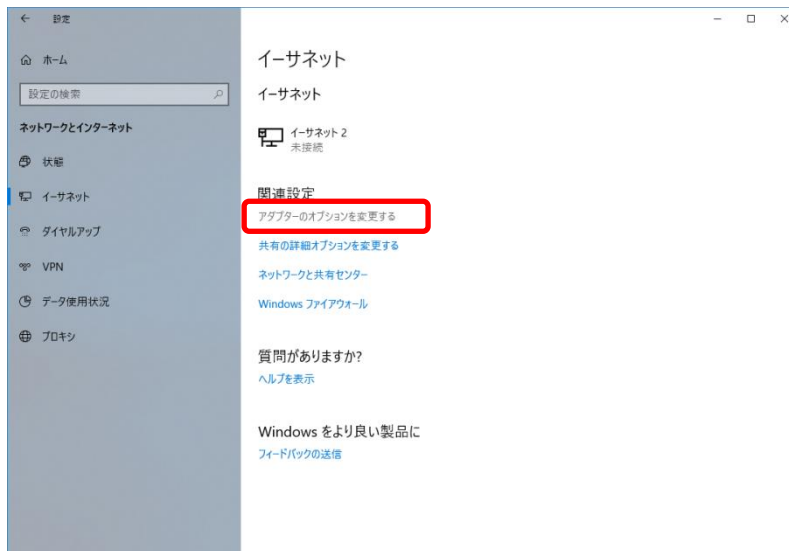 設定
ホーム
設定の検索
ネットワークとインターネット
状態
イーサネット
ダイヤルアップ
VPN
データ使用状況
プロキシ
イーサネット
イーサネット
イーサネット 2
未接続
関連設定
アダプターのオプションを変更する
共有の詳細オプションを変更する
ネットワークと共有センター
Windows ファイアウォール
質問がありますか?
ヘルプを表示
Windows をより良い製品に
フィードバックの送信